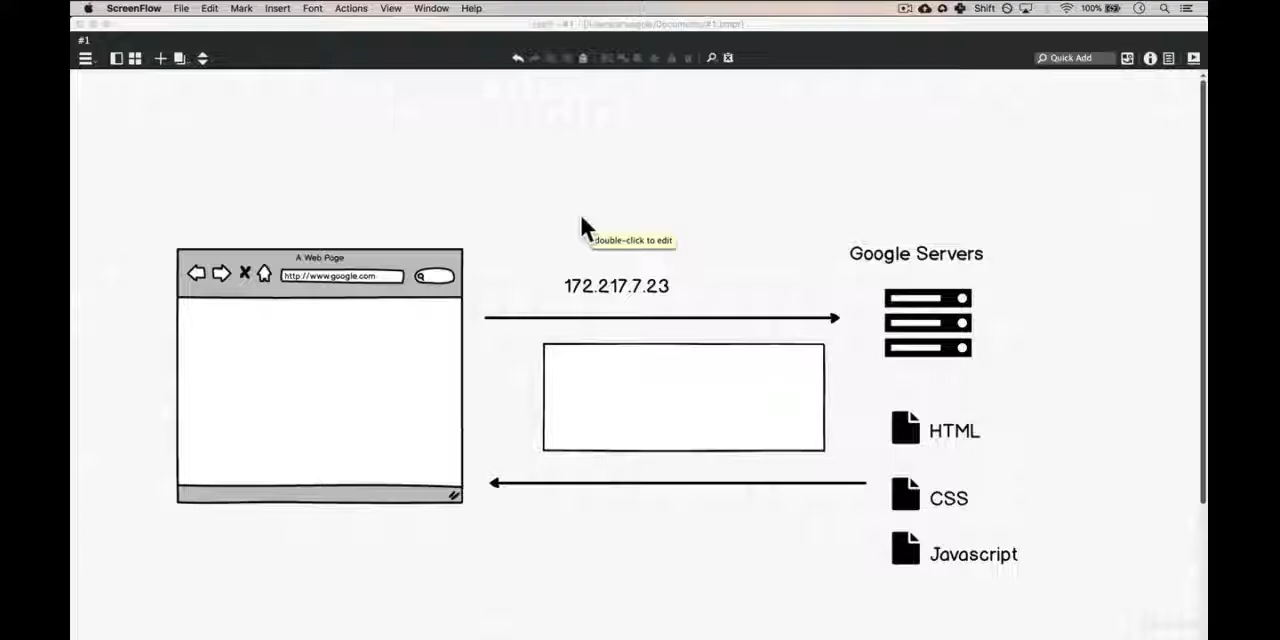 ScreenFlow File Edit Mark Insert Font Actions View Window Help Shift 100%
#1
Quick Add
double-click to edit
A Web Page
http://www.google.com
172.217.7.23
Google Servers
HTML
CSS
Javascript